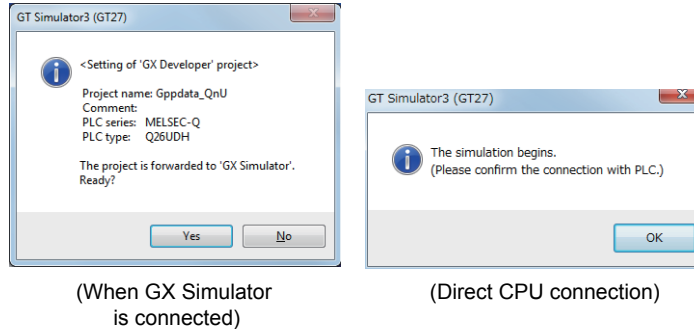 GT Simulator3 (GT27)
<Setting of 'GX Developer' project>
Project name: Gppdata_QnU
Comment:
PLC series: MELSEC-Q
PLC type: Q26UDH
The project is forwarded to 'GX Simulator'.
Ready?
Yes
No
(When GX Simulator
is connected)
GT Simulator3 (GT27)
The simulation begins.
(Please confirm the connection with PLC.)
OK
(Direct CPU connection)